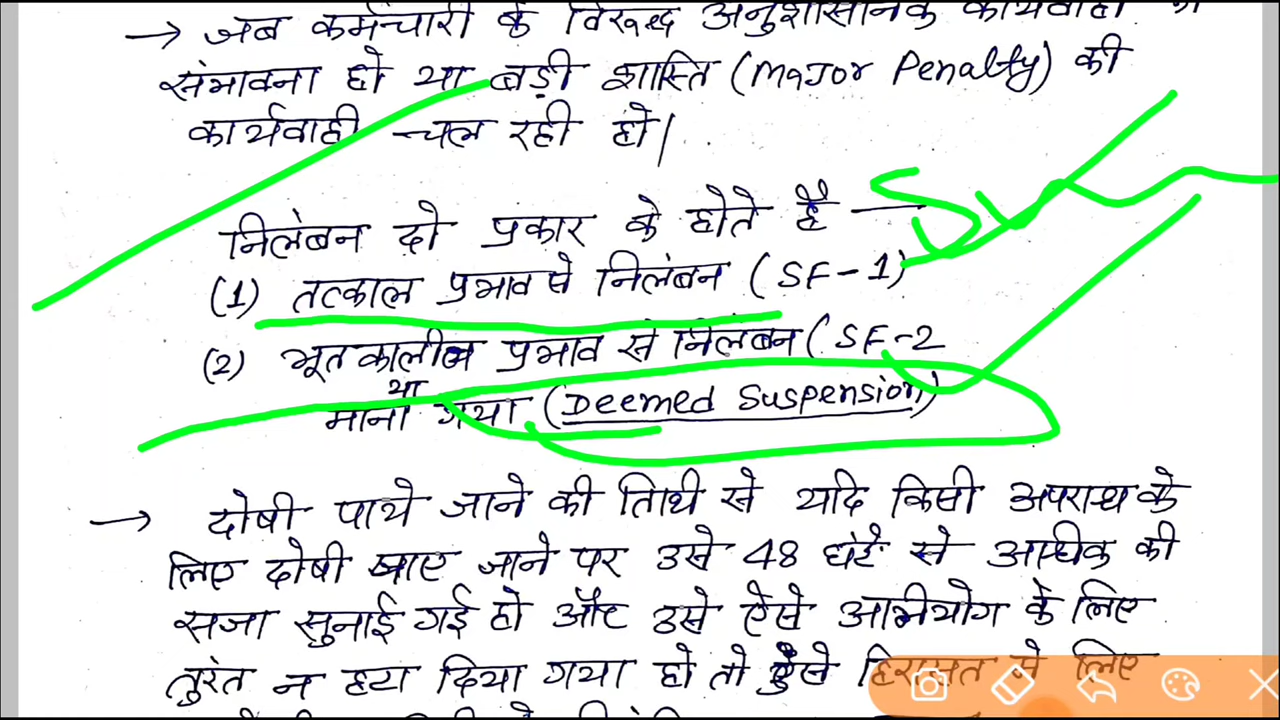 → जब कर्मचारी के विरूद्ध अनुशासनिक कार्यवाही की
संभावना हो या बड़ी शास्ति (Major Penalty) की
कार्यवाही चल रही हो|
निलंबन दो प्रकार के होते है —
(1) तत्काल प्रभाव से निलंबन (SF-1)
(2) भूतकालीन प्रभाव से निलंबन (SF-2
या
माना गया (Deemed Suspension)
→ दोषी पाये जाने की तिथि से यदि किसी अपराध के
लिए दोषी पाए जाने पर उसे 48 घंटे से अधिक की
सजा सुनाई गई हो और उसे ऐसे अभियोग के लिए
तुरंत न हटा दिया गया हो तो ऐसे हिरासत के लिए